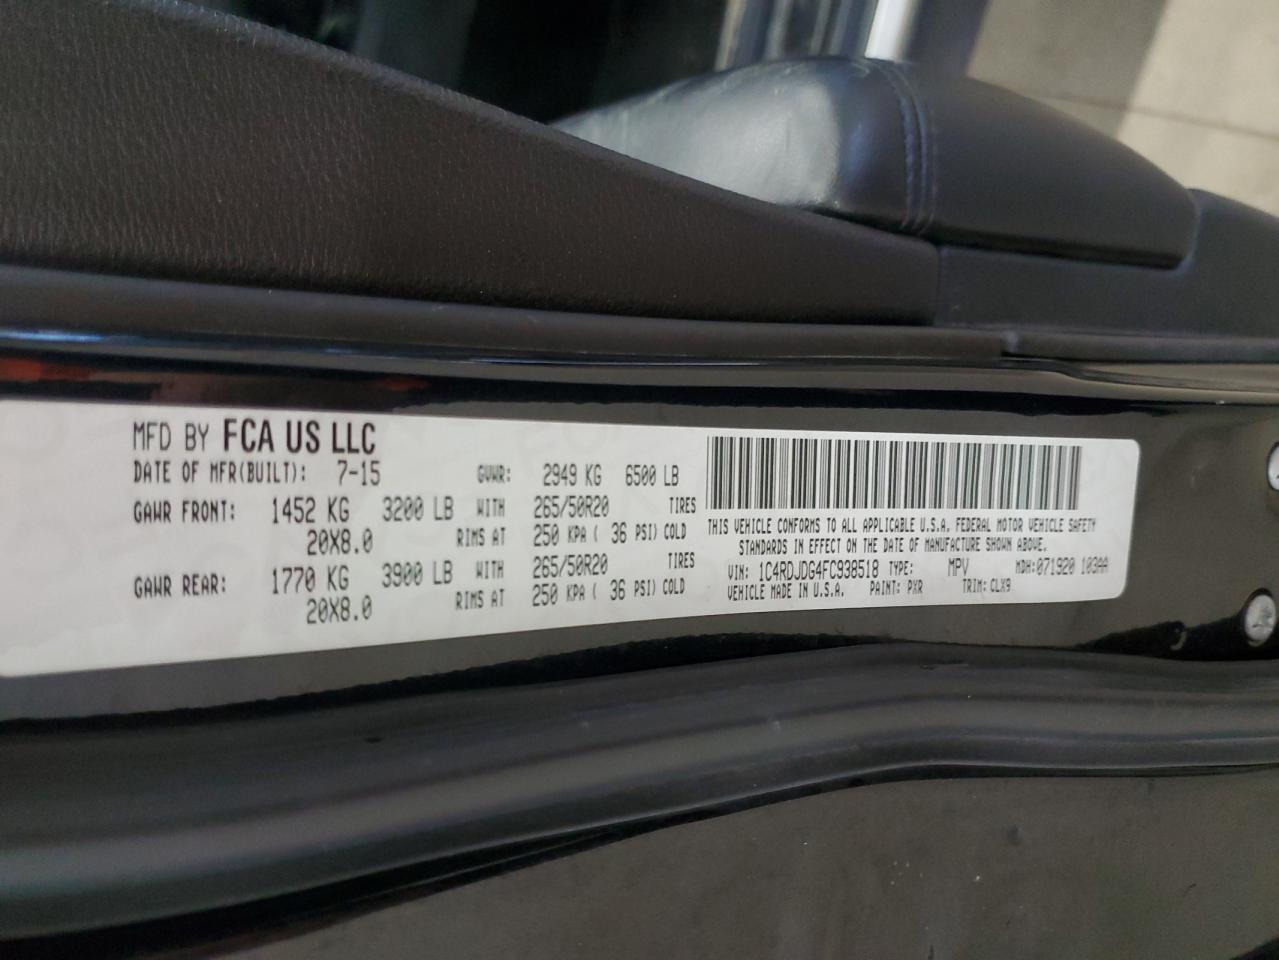 MFD BY FCA US LLC
DATE OF MFR(BUILT): 7-15 GVWR: 2949 KG 6500 LB
GAWR FRONT: 1452 KG 3200 LB WITH 265/50R20 TIRES
20X8.0 RIMS AT 250 KPA ( 36 PSI) COLD
GAWR REAR: 1770 KG 3900 LB WITH 265/50R20 TIRES
20X8.0 RIMS AT 250 KPA ( 36 PSI) COLD
THIS VEHICLE CONFORMS TO ALL APPLICABLE U.S.A. FEDERAL MOTOR VEHICLE SAFETY
STANDARDS IN EFFECT ON THE DATE OF MANUFACTURE SHOWN ABOVE.
VIN: 1C4RDJDG4FC938518 TYPE: MPV MDH:071920 103AA
VEHICLE MADE IN U.S.A. PAINT: PXR TRIM: CLX9